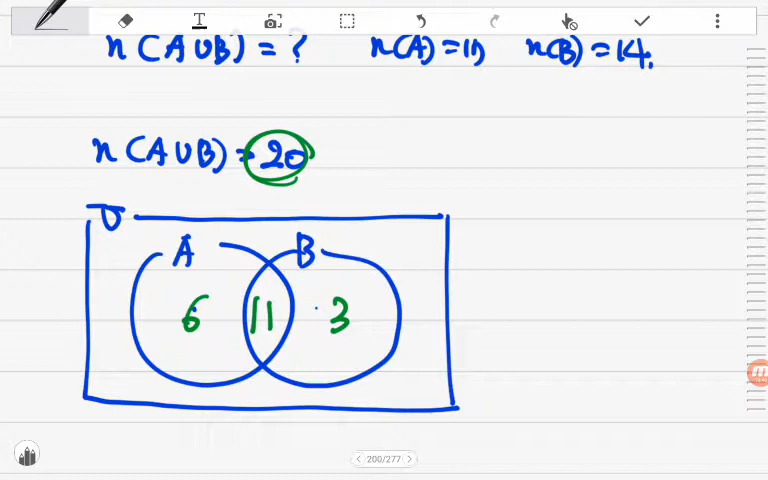 n(A∪B) = ? n(A) = 17 n(B) = 14.
n(A∪B) = 20
U
A B
6 11 3
200/277